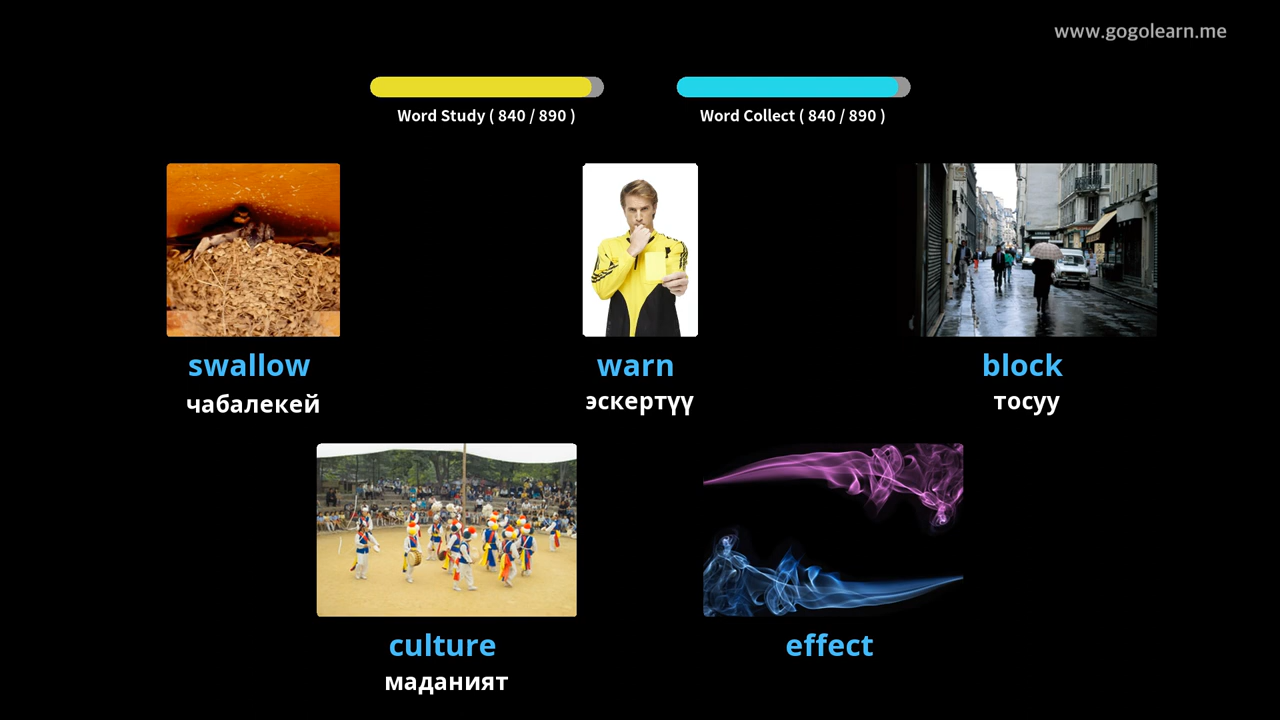 www.gogolearn.me
Word Study ( 840 / 890 )
Word Collect ( 840 / 890 )
swallow
чабалекей
warn
эскертүү
block
тосуу
culture
маданият
effect